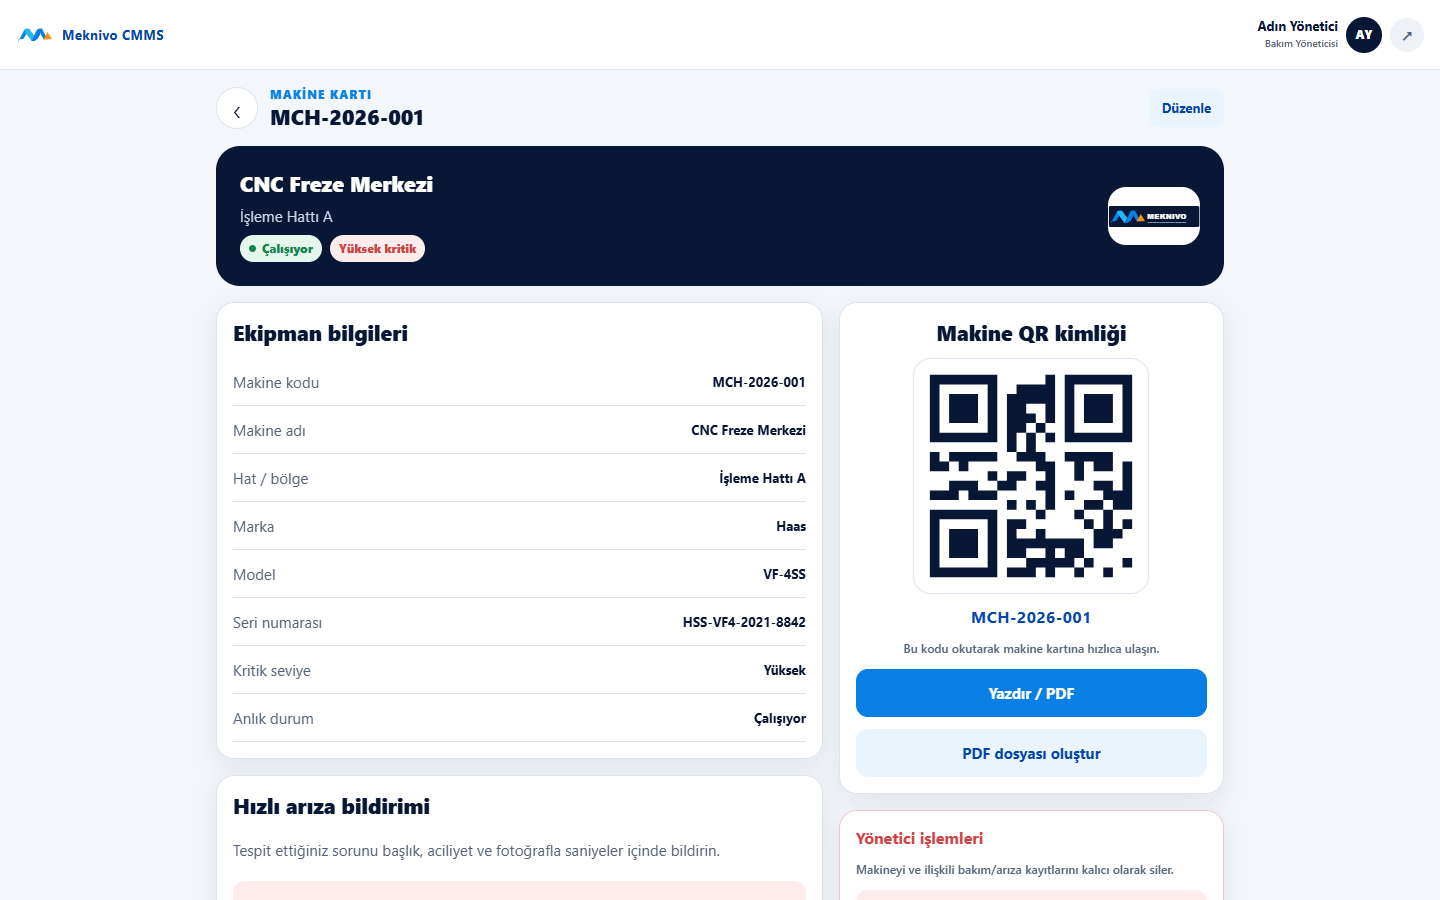 Meknivo CMMS
Adın Yönetici
Bakım Yöneticisi
AY
MAKİNE KARTI
MCH-2026-001
Düzenle
CNC Freze Merkezi
İşleme Hattı A
Çalışıyor
Yüksek kritik
MEKNIVO
Ekipman bilgileri
Makine kodu MCH-2026-001
Makine adı CNC Freze Merkezi
Hat / bölge İşleme Hattı A
Marka Haas
Model VF-4SS
Seri numarası HSS-VF4-2021-8842
Kritik seviye Yüksek
Anlık durum Çalışıyor
Hızlı arıza bildirimi
Tespit ettiğiniz sorunu başlık, aciliyet ve fotoğrafla saniyeler içinde bildirin.
Makine QR kimliği
MCH-2026-001
Bu kodu okutarak makine kartına hızlıca ulaşın.
Yazdır / PDF
PDF dosyası oluştur
Yönetici işlemleri
Makineyi ve ilişkili bakım/arıza kayıtlarını kalıcı olarak siler.